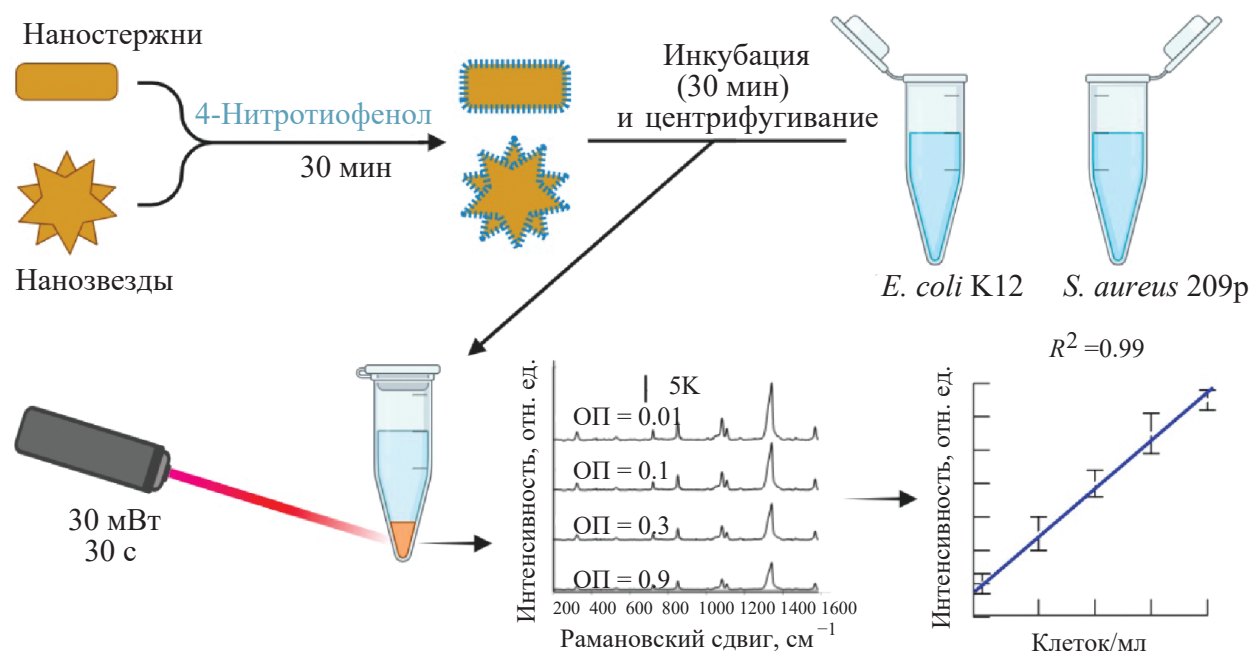 Наностержни
4-Нитротиофенол
30 мин
Нанозвезды
Инкубация
(30 мин)
и центрифугивание
E. coli K12
S. aureus 209p
30 мВт
30 с
Интенсивность, отн. ед.
5K
ОП = 0.01
ОП = 0.1
ОП = 0.3
ОП = 0.9
200 400 600 800 1000 1200 1400 1600
Рамановский сдвиг, см⁻¹
R² =0.99
Интенсивность, отн. ед.
Клеток/мл